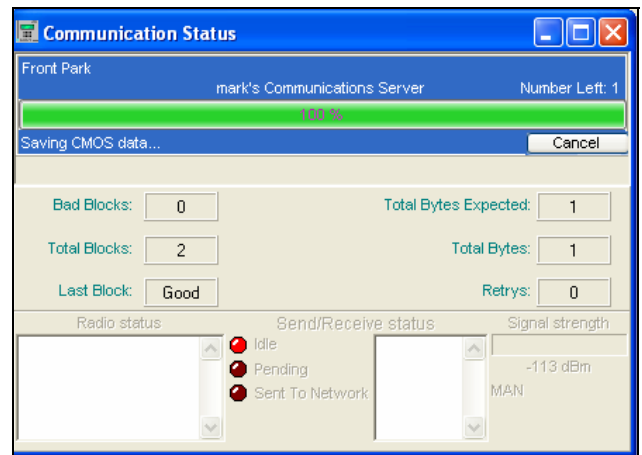 Communication Status
Front Park
mark's Communications Server Number Left: 1
100 %
Saving CMOS data... Cancel
Bad Blocks: 0 Total Bytes Expected: 1
Total Blocks: 2 Total Bytes: 1
Last Block: Good Retrys: 0
Radio status Send/Receive status Signal strength
Idle
Pending -113 dBm
Sent To Network MAN